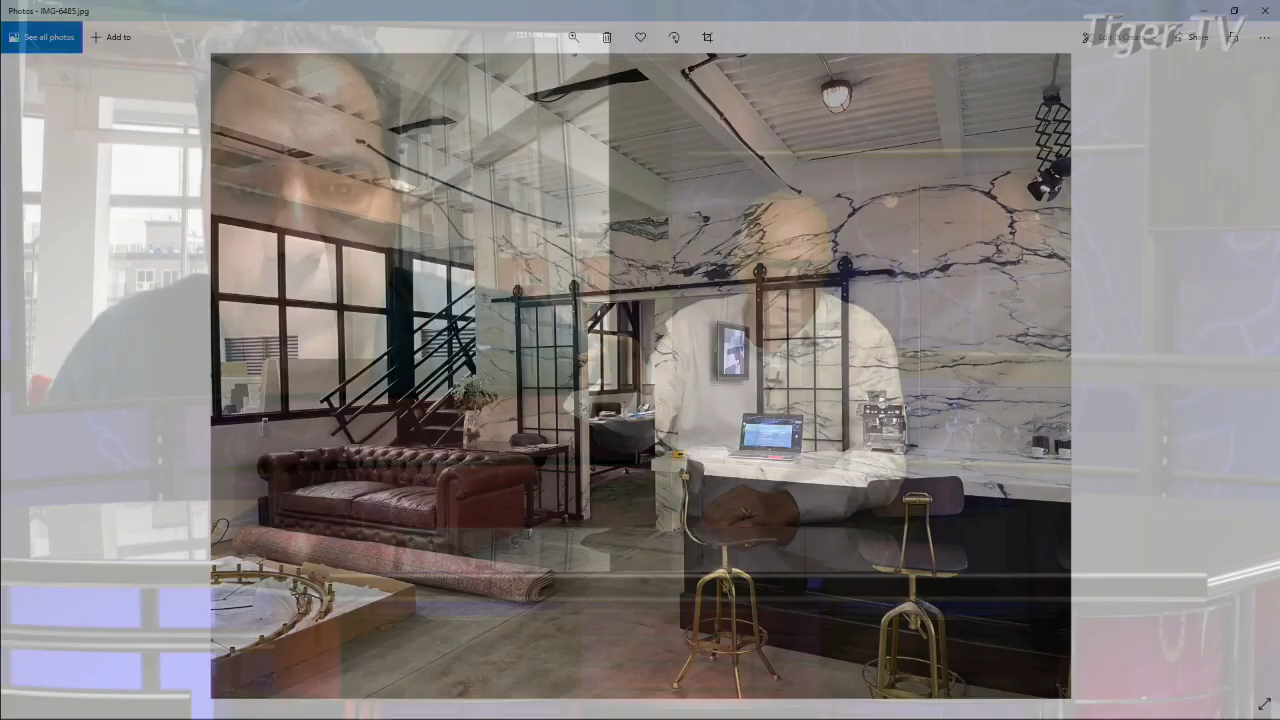 Photos - IMG-6485.jpg
See all photos
Add to
Share
Tiger TV